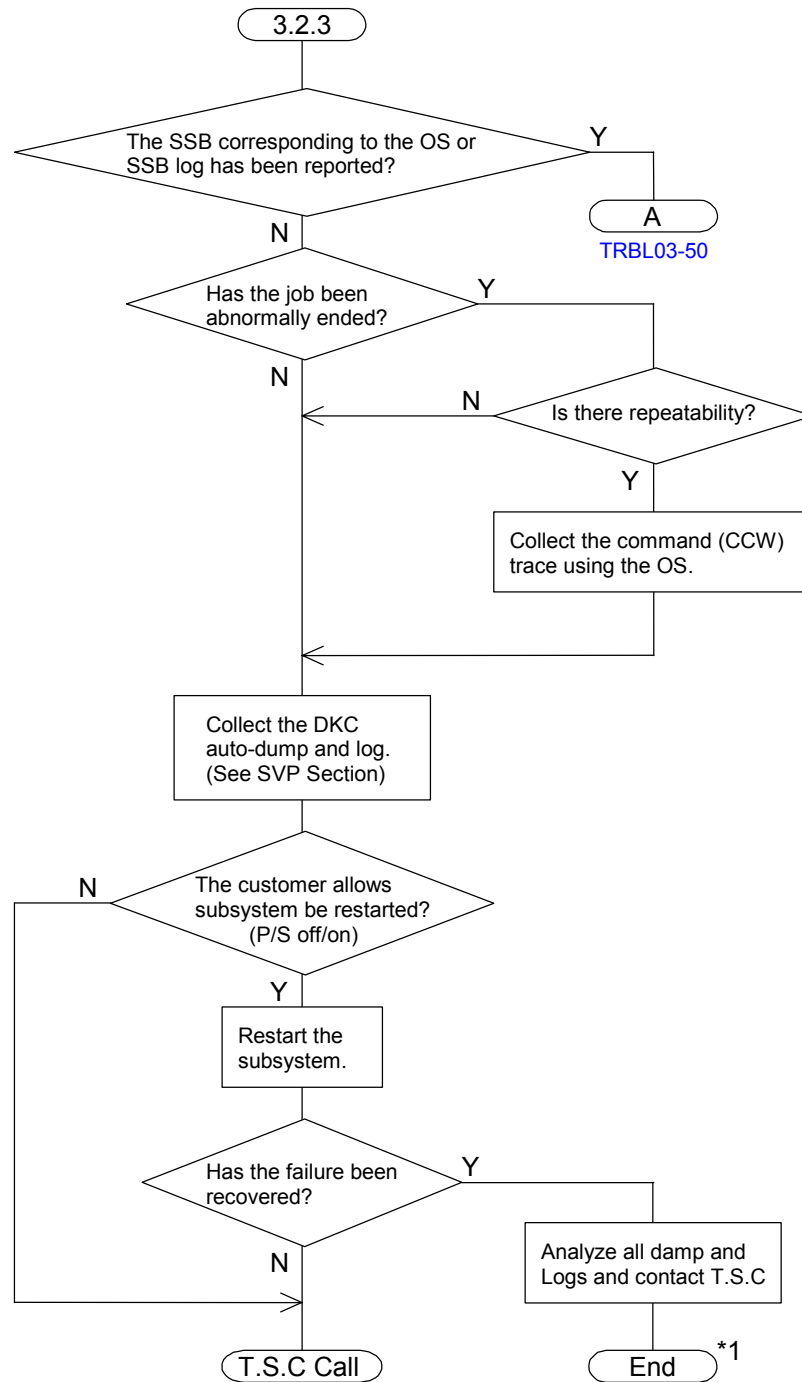 3.2.3
The SSB corresponding to the OS or
SSB log has been reported?
Y
A
TRBL03-50
N
Has the job been
abnormally ended?
Y
N
Is there repeatability?
N
Y
Collect the command (CCW)
trace using the OS.
Collect the DKC
auto-dump and log.
(See SVP Section)
The customer allows
subsystem be restarted?
(P/S off/on)
N
Y
Restart the
subsystem.
Has the failure been
recovered?
Y
N
Analyze all damp and
Logs and contact T.S.C
T.S.C Call
End
*1